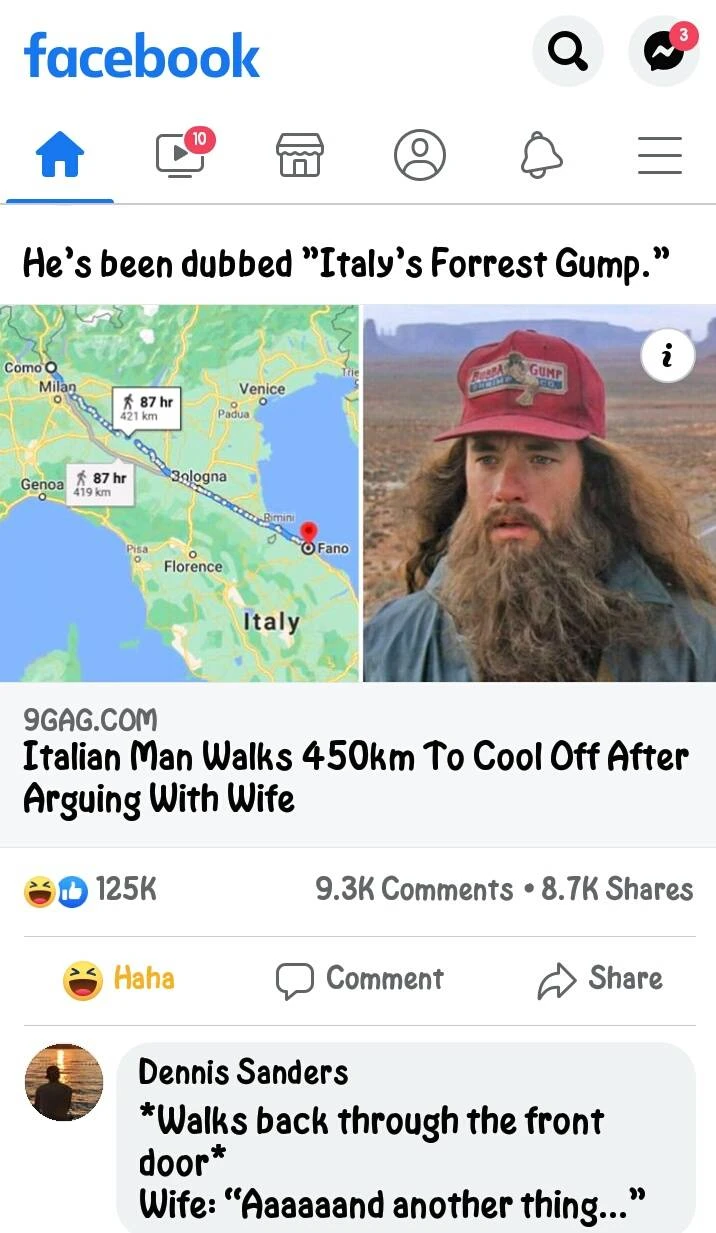 facebook
3
10
He's been dubbed "Italy's Forrest Gump."
Como
Milan
87 hr
421 km
Venice
Padua
Trie
Genoa
87 hr
419 km
Bologna
Rimini
Fano
Pisa
Florence
Italy
BUBBA GUMP
SHRIMP CO.
i
9GAG.COM
Italian Man Walks 450km To Cool Off After
Arguing With Wife
125K
9.3K Comments • 8.7K Shares
Haha
Comment
Share
Dennis Sanders
*Walks back through the front
door*
Wife: "Aaaaaand another thing..."